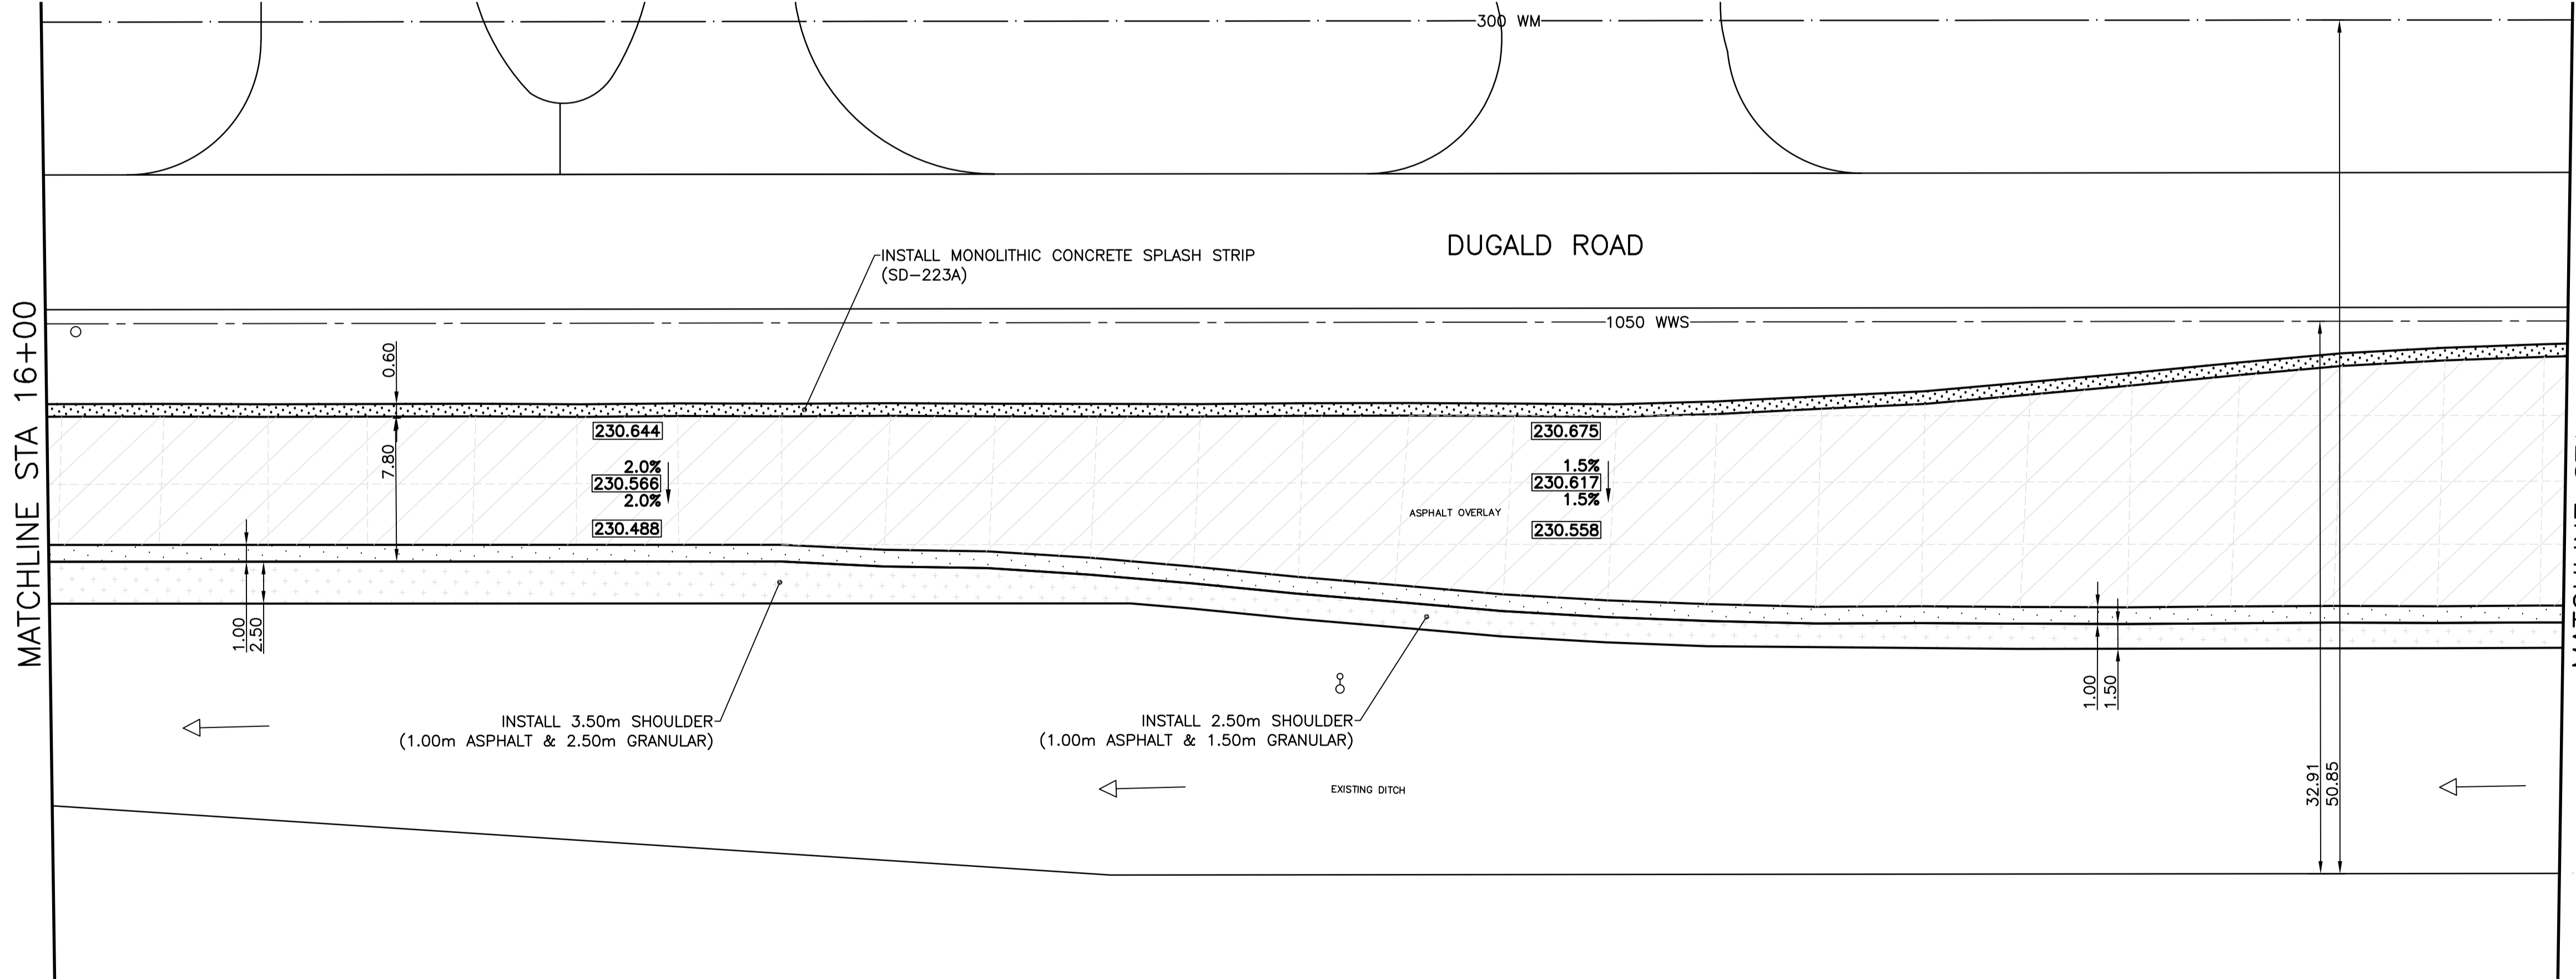 300 WM
INSTALL MONOLITHIC CONCRETE SPLASH STRIP
(SD-223A)
DUGALD ROAD
1050 WWS
MATCHLINE STA 16+00
0.60
7.80
230.644
2.0%
230.566
2.0%
230.488
230.675
1.5%
230.617
1.5%
230.558
ASPHALT OVERLAY
1.00
2.50
INSTALL 3.50m SHOULDER
(1.00m ASPHALT & 2.50m GRANULAR)
INSTALL 2.50m SHOULDER
(1.00m ASPHALT & 1.50m GRANULAR)
1.00
1.50
32.91
50.85
EXISTING DITCH